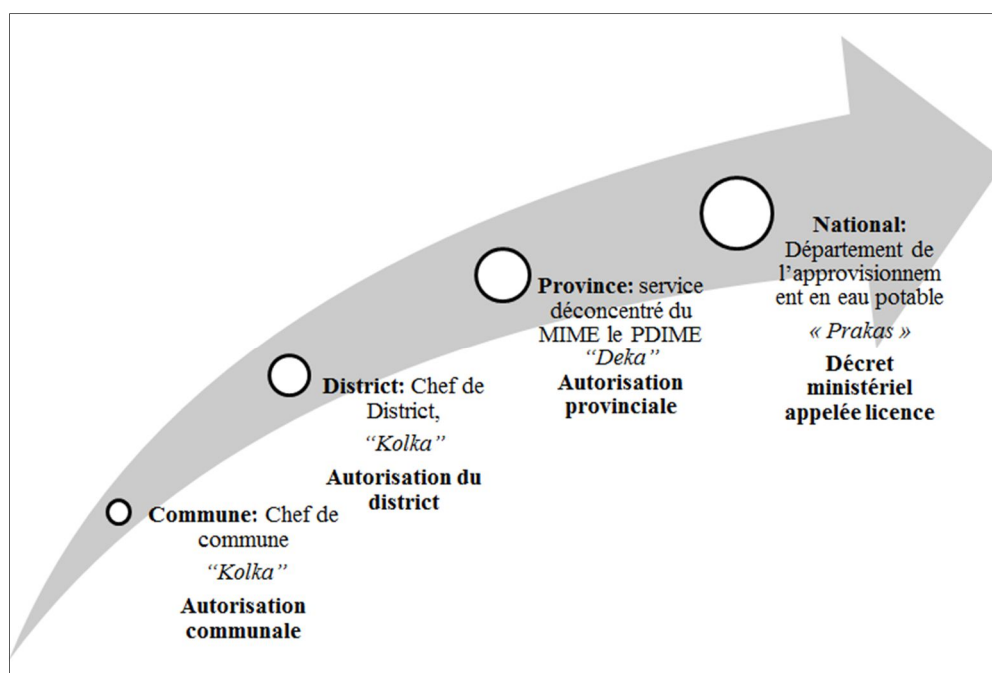 National:
Département de
l’approvisionnem
ent en eau potable
« Prakas »
Décret
ministériel
appelée licence
Province: service
déconcentré du
MIME le PDIME
“Deka”
Autorisation
provinciale
District: Chef de
District,
“Kolka”
Autorisation du
district
Commune: Chef de
commune
“Kolka”
Autorisation
communale